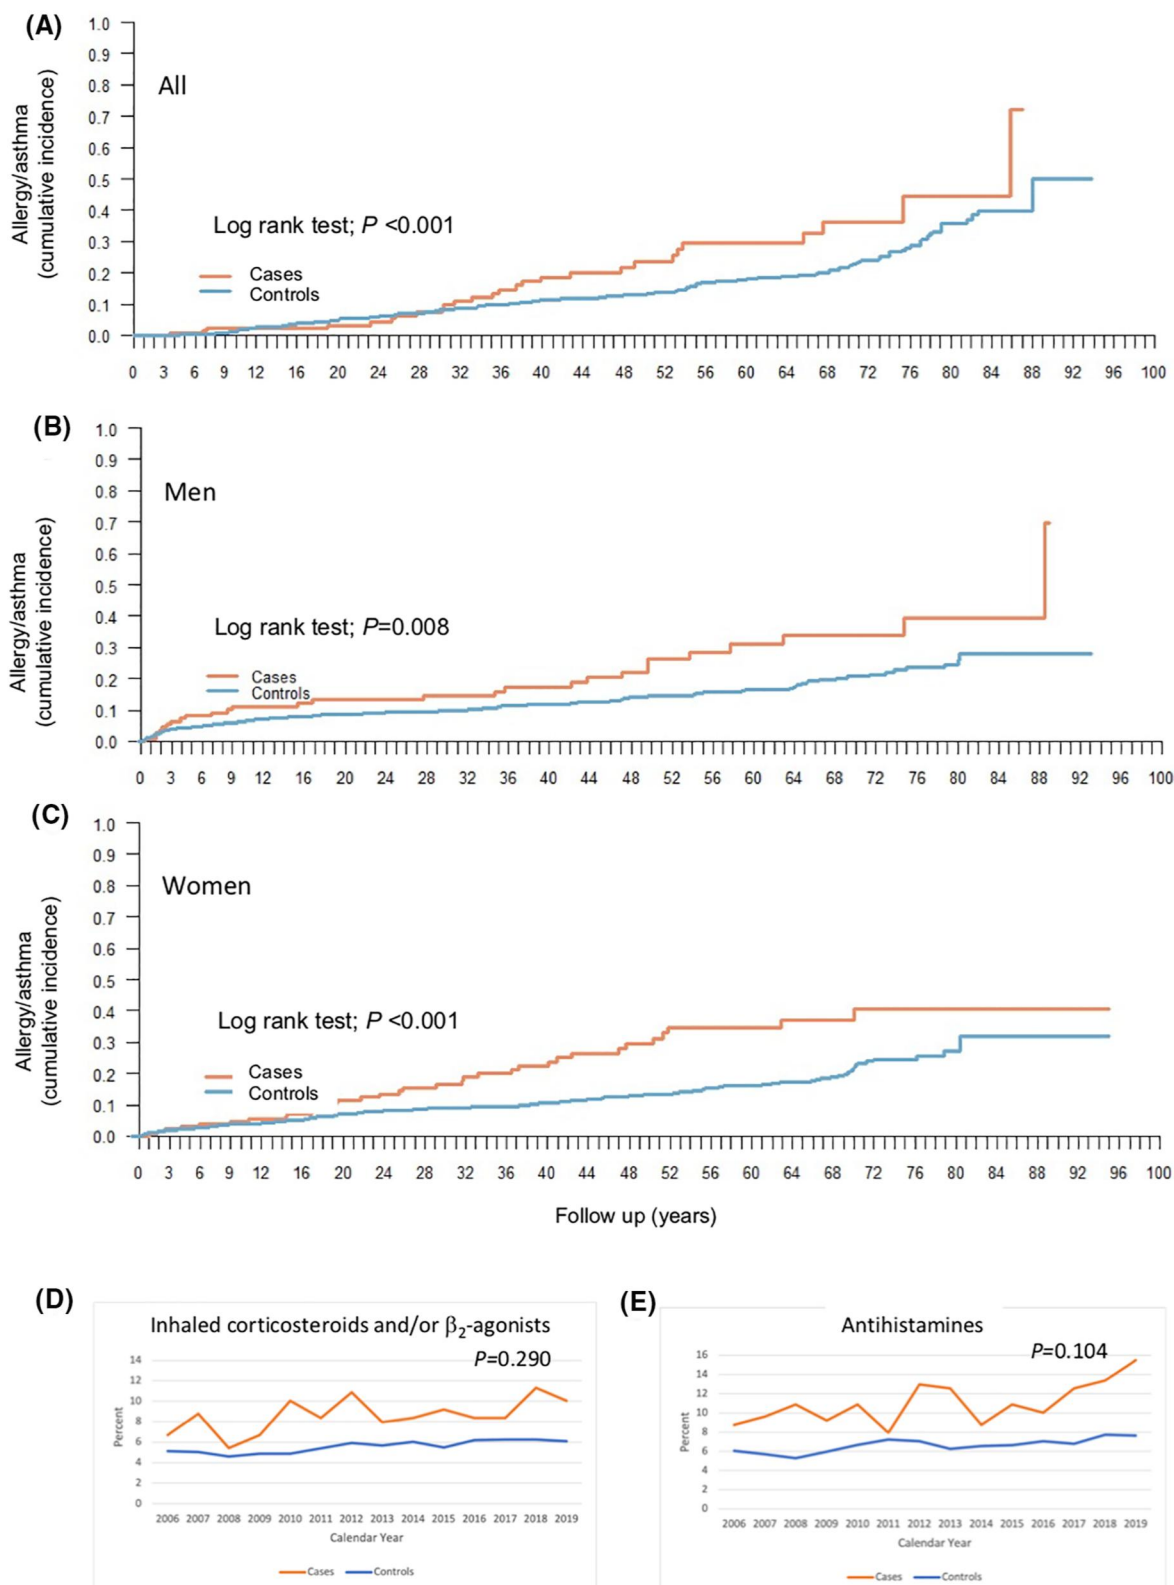 (A)
Allergy/asthma
(cumulative incidence)
1.0
0.9
0.8
0.7
0.6
0.5
0.4
0.3
0.2
0.1
0.0
All
Log rank test; P <0.001
Cases
Controls
0 3 6 9 12 16 20 24 28 32 36 40 44 48 52 56 60 64 68 72 76 80 84 88 92 96 100
(B)
Allergy/asthma
(cumulative incidence)
1.0
0.9
0.8
0.7
0.6
0.5
0.4
0.3
0.2
0.1
0.0
Men
Log rank test; P=0.008
Cases
Controls
0 3 6 9 12 16 20 24 28 32 36 40 44 48 52 56 60 64 68 72 76 80 84 88 92 96 100
(C)
Allergy/asthma
(cumulative incidence)
1.0
0.9
0.8
0.7
0.6
0.5
0.4
0.3
0.2
0.1
0.0
Women
Log rank test; P <0.001
Cases
Controls
0 3 6 9 12 16 20 24 28 32 36 40 44 48 52 56 60 64 68 72 76 80 84 88 92 96 100
Follow up (years)
(D)
Inhaled corticosteroids and/or β2-agonists
P=0.290
Percent
14
12
10
8
6
4
2
0
2006 2007 2008 2009 2010 2011 2012 2013 2014 2015 2016 2017 2018 2019
Calendar Year
Cases Controls
(E)
Antihistamines
P=0.104
Percent
16
14
12
10
8
6
4
2
0
2006 2007 2008 2009 2010 2011 2012 2013 2014 2015 2016 2017 2018 2019
Calendar Year
Cases Controls